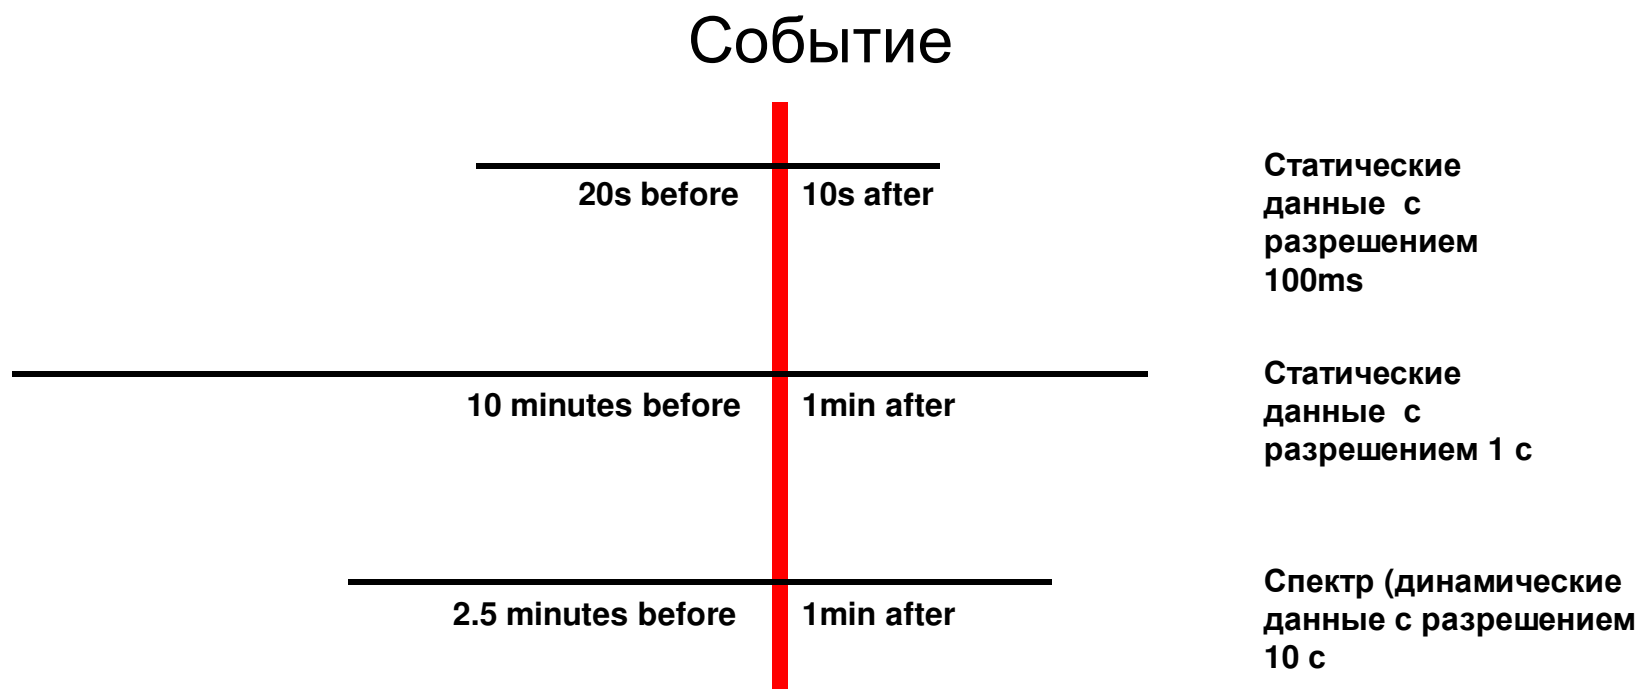 Событие
20s before
10s after
Статические
данные с
разрешением
100ms
10 minutes before
1min after
Статические
данные с
разрешением 1 с
2.5 minutes before
1min after
Спектр (динамические
данные с разрешением
10 с